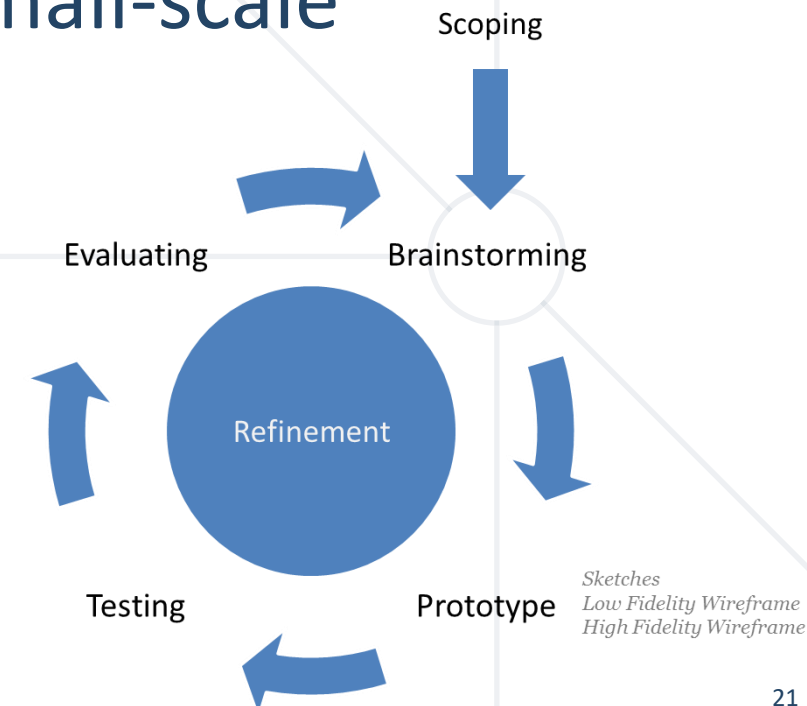 Scoping
Evaluating
Brainstorming
Refinement
Testing
Prototype
Sketches
Low Fidelity Wireframe
High Fidelity Wireframe
21